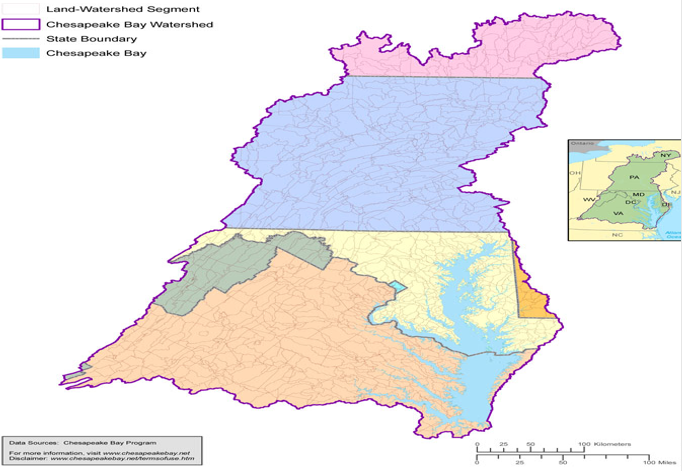 Land-Watershed Segment
Chesapeake Bay Watershed
State Boundary
Chesapeake Bay
Ontario
NY
OH
PA
NJ
MD
WV
DC
DE
VA
NC
Data Sources: Chesapeake Bay Program
For more information, visit www.chesapeakebay.net
Disclaimer: www.chesapeakebay.net/termsofuse.htm
0 25 50 100 Kilometers
0 25 50 100 Miles